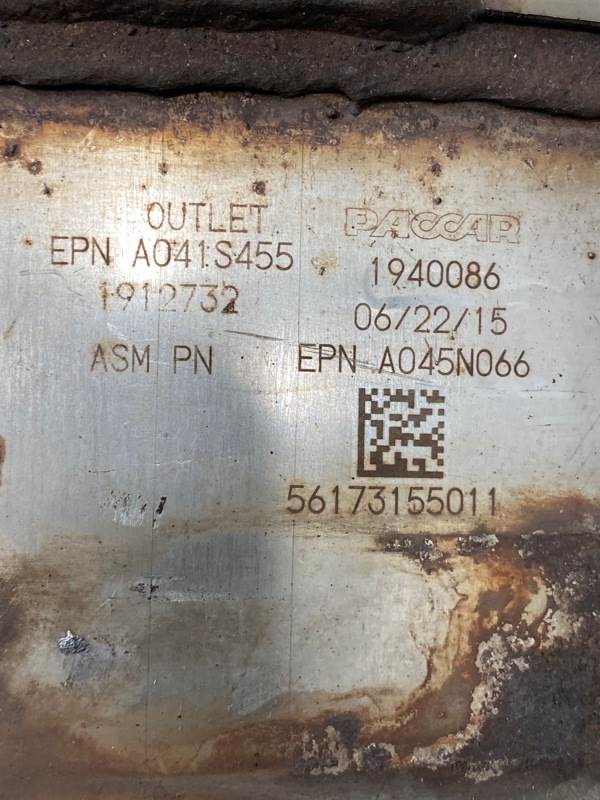 OUTLET
EPN A041S455
1912732
ASM PN
PACCAR
1940086
06/22/15
EPN A045N066
56173155011